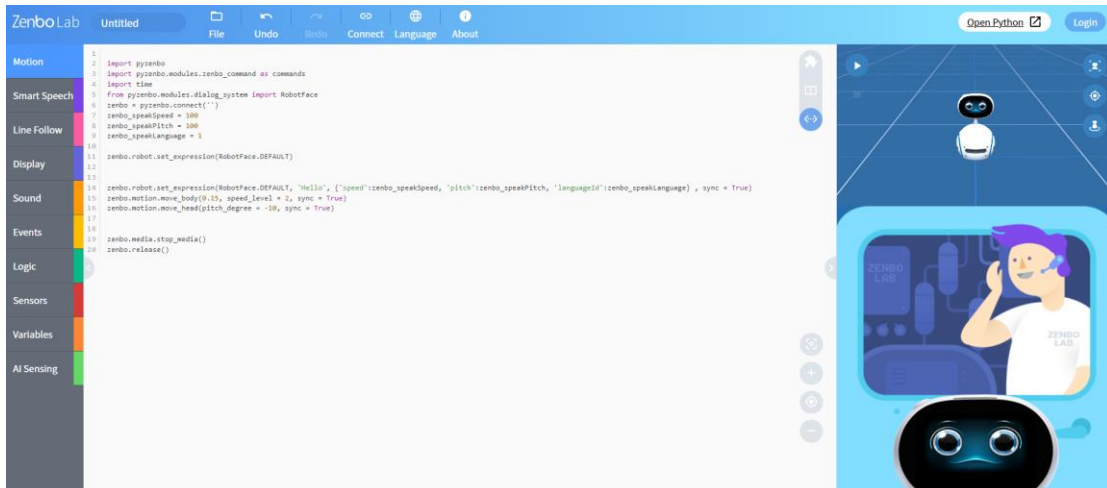 Zenbo Lab
Untitled
File
Undo
Redo
Connect
Language
About
Open Python
Login
Motion
Smart Speech
Line Follow
Display
Sound
Events
Logic
Sensors
Variables
AI Sensing
1
2 import pyzenbo
3 import pyzenbo.modules.zenbo_command as commands
4 import time
5 from pyzenbo.modules.dialog_system import RobotFace
6 zenbo = pyzenbo.connect('')
7 zenbo_speakSpeed = 100
8 zenbo_speakPitch = 100
9 zenbo_speakLanguage = 1
10
11 zenbo.robot.set_expression(RobotFace.DEFAULT)
12
13
14 zenbo.robot.set_expression(RobotFace.DEFAULT, 'Hello', {'speed':zenbo_speakSpeed, 'pitch':zenbo_speakPitch, 'languageId':zenbo_speakLanguage} , sync = True)
15 zenbo.motion.move_body(0.15, speed_level = 2, sync = True)
16 zenbo.motion.move_head(pitch_degree = -10, sync = True)
17
18
19 zenbo.media.stop_media()
20 zenbo.release()
ZENBO
LAB
ZENBO
LAB